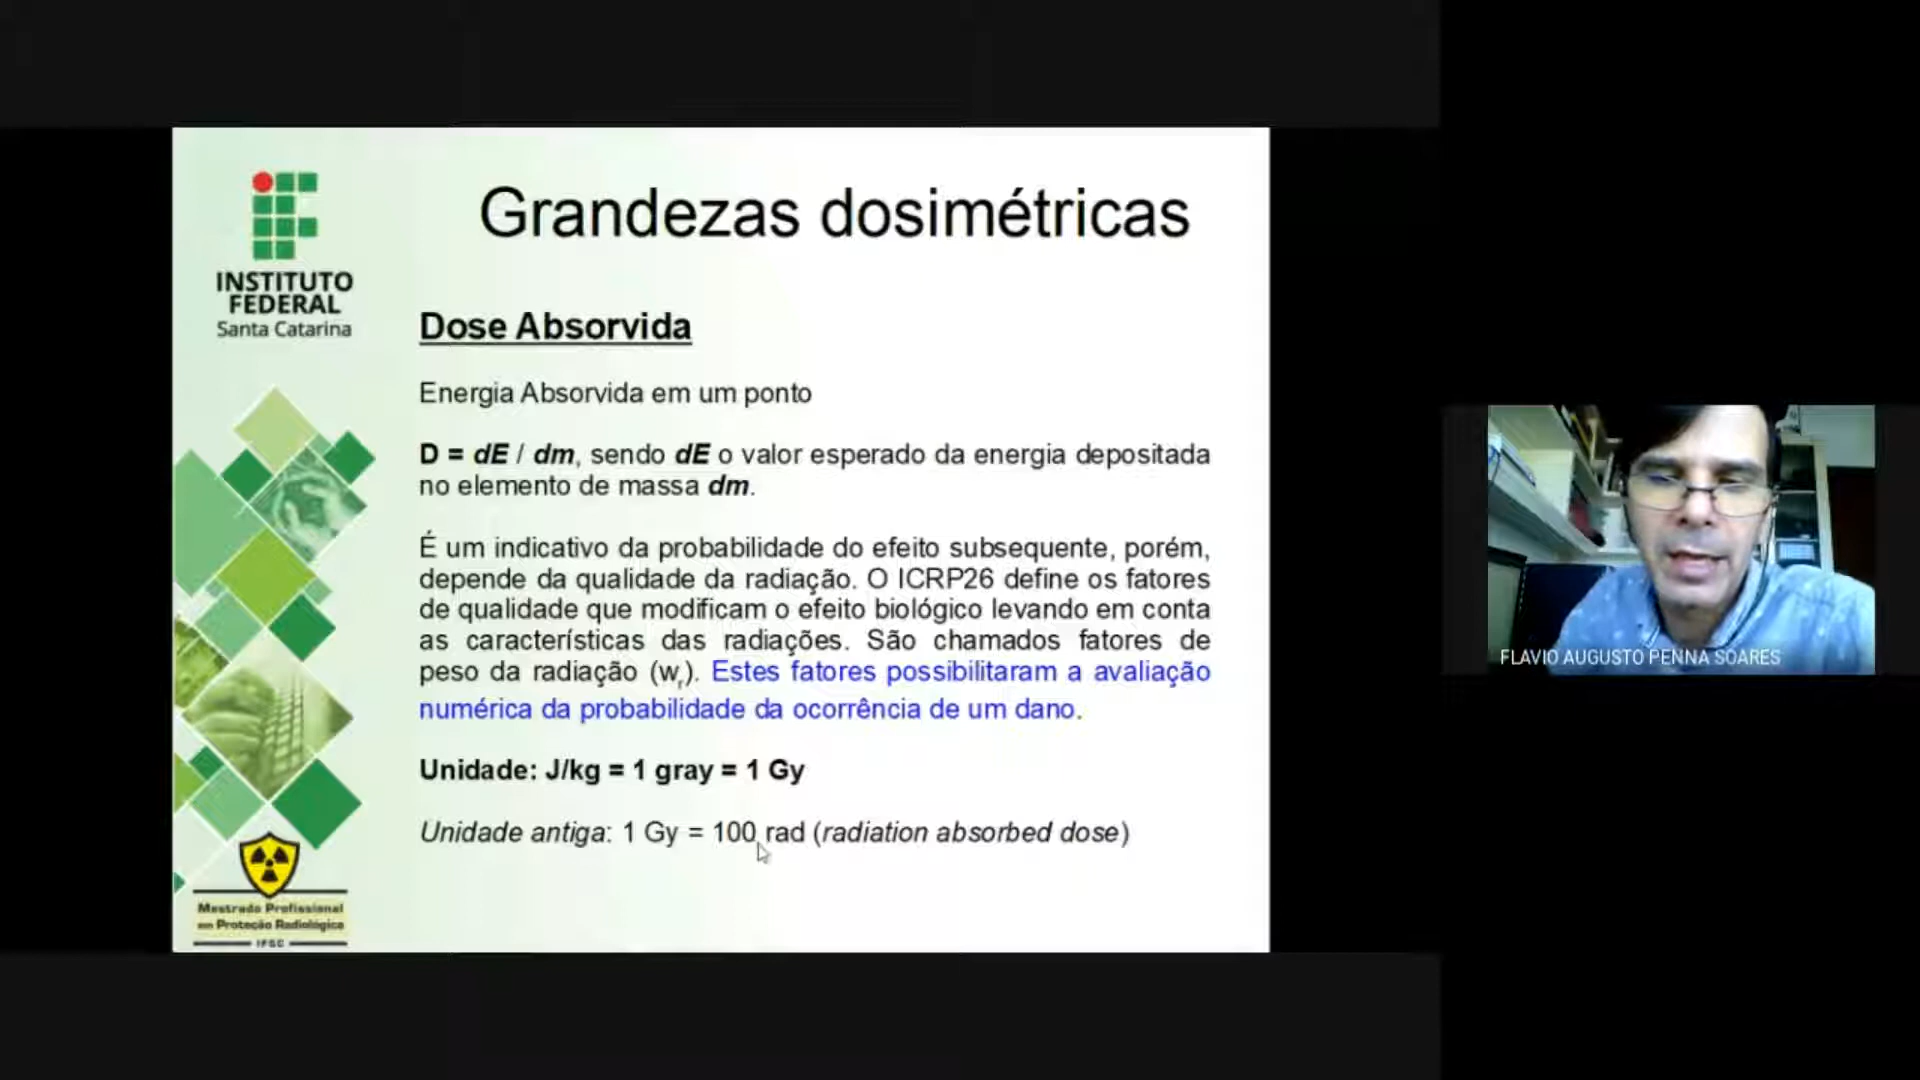 INSTITUTO
FEDERAL
Santa Catarina
Grandezas dosimétricas
Dose Absorvida
Energia Absorvida em um ponto
D = dE / dm, sendo dE o valor esperado da energia depositada
no elemento de massa dm.
É um indicativo da probabilidade do efeito subsequente, porém,
depende da qualidade da radiação. O ICRP26 define os fatores
de qualidade que modificam o efeito biológico levando em conta
as características das radiações. São chamados fatores de
peso da radiação (wr). Estes fatores possibilitaram a avaliação
numérica da probabilidade da ocorrência de um dano.
Unidade: J/kg = 1 gray = 1 Gy
Unidade antiga: 1 Gy = 100 rad (radiation absorbed dose)
Mestrado Profissional
em Proteção Radiológica
IFSC
FLAVIO AUGUSTO PENNA SOARES